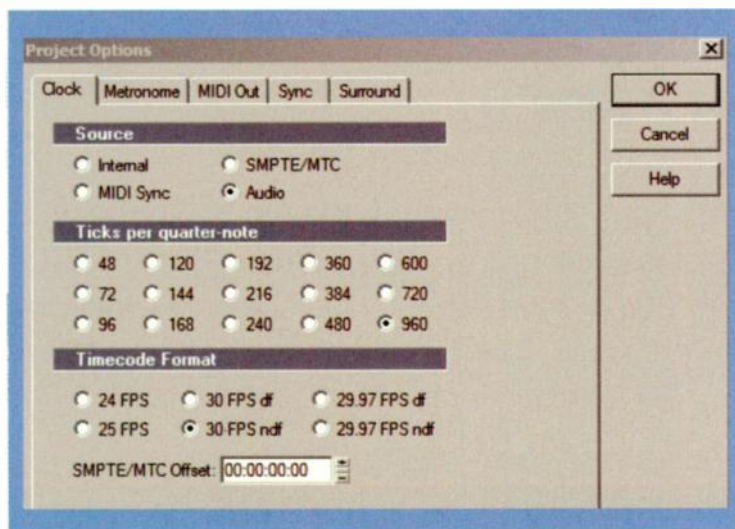 Project Options
Clock Metronome MIDI Out Sync Surround
OK
Cancel
Help
Source
Internal SMPTE/MTC
MIDI Sync Audio
Ticks per quarter-note
48 120 192 360 600
72 144 216 384 720
96 168 240 480 960
Timecode Format
24 FPS 30 FPS df 29.97 FPS df
25 FPS 30 FPS ndf 29.97 FPS ndf
SMPTE/MTC Offset: 00:00:00:00